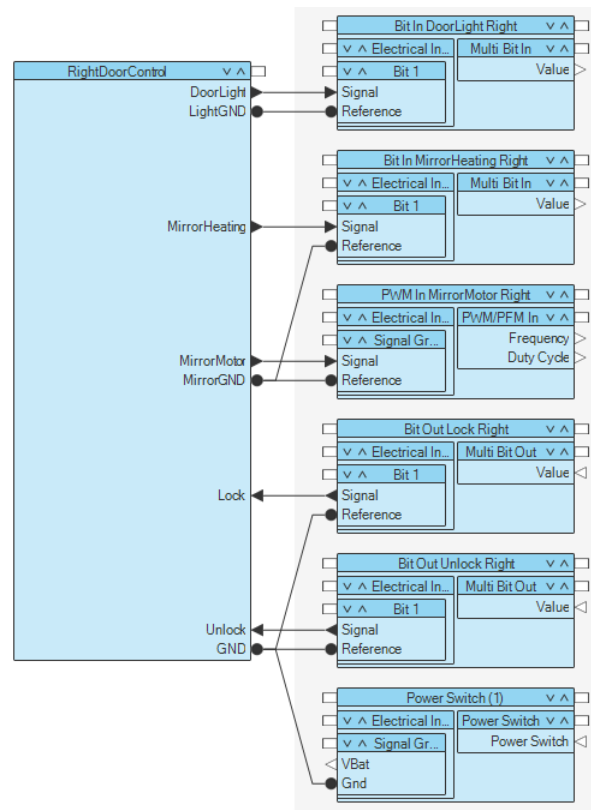 RightDoorControl
DoorLight
LightGND
MirrorHeating
MirrorMotor
MirrorGND
Lock
Unlock
GND
Bit In DoorLight Right
Electrical In...
Multi Bit In
Bit 1
Value
Signal
Reference
Bit In MirrorHeating Right
Electrical In...
Multi Bit In
Bit 1
Value
Signal
Reference
PWM In MirrorMotor Right
Electrical In...
PWM/PFM In
Signal Gr...
Frequency
Signal
Duty Cycle
Reference
Bit Out Lock Right
Electrical In...
Multi Bit Out
Bit 1
Value
Signal
Reference
Bit Out Unlock Right
Electrical In...
Multi Bit Out
Bit 1
Value
Signal
Reference
Power Switch (1)
Electrical In...
Power Switch
Signal Gr...
Power Switch
VBat
Gnd